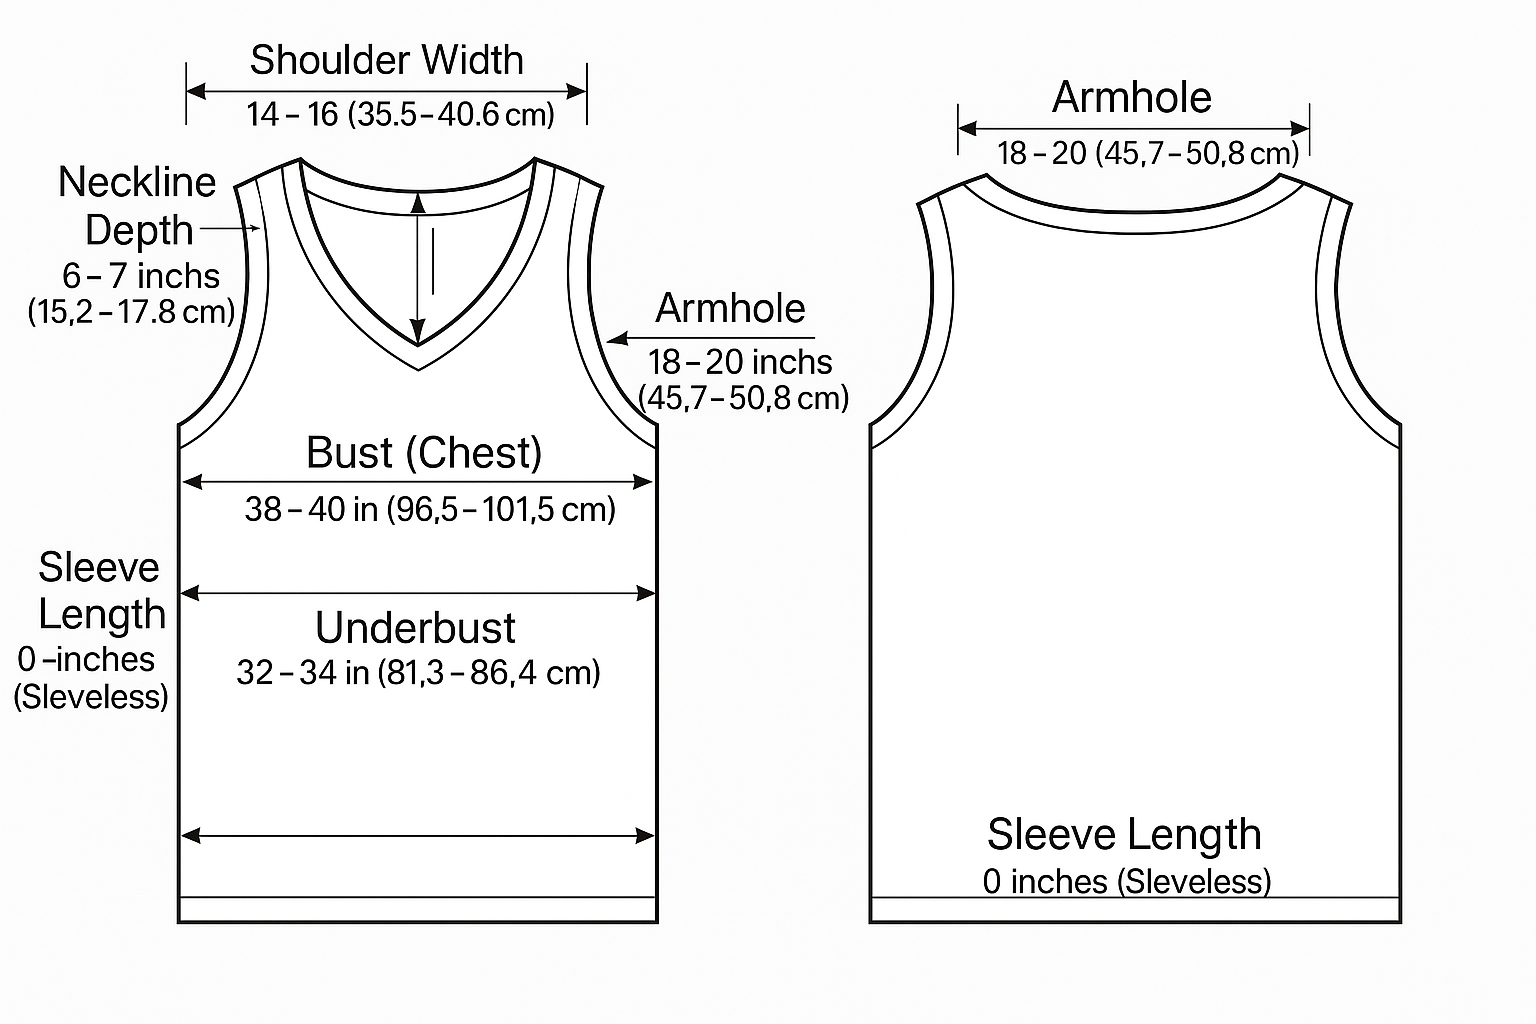 Shoulder Width
14 – 16 (35.5 – 40.6 cm)
Neckline
Depth
6 – 7 inchs
(15,2 – 17.8 cm)
Armhole
18 – 20 inchs
(45,7 – 50,8 cm)
Bust (Chest)
38 – 40 in (96,5 – 101,5 cm)
Sleeve
Length
0 –inches
(Sleveless)
Underbust
32 – 34 in (81,3 – 86,4 cm)
Armhole
18 – 20 (45,7 – 50,8 cm)
Sleeve Length
0 inches (Sleveless)